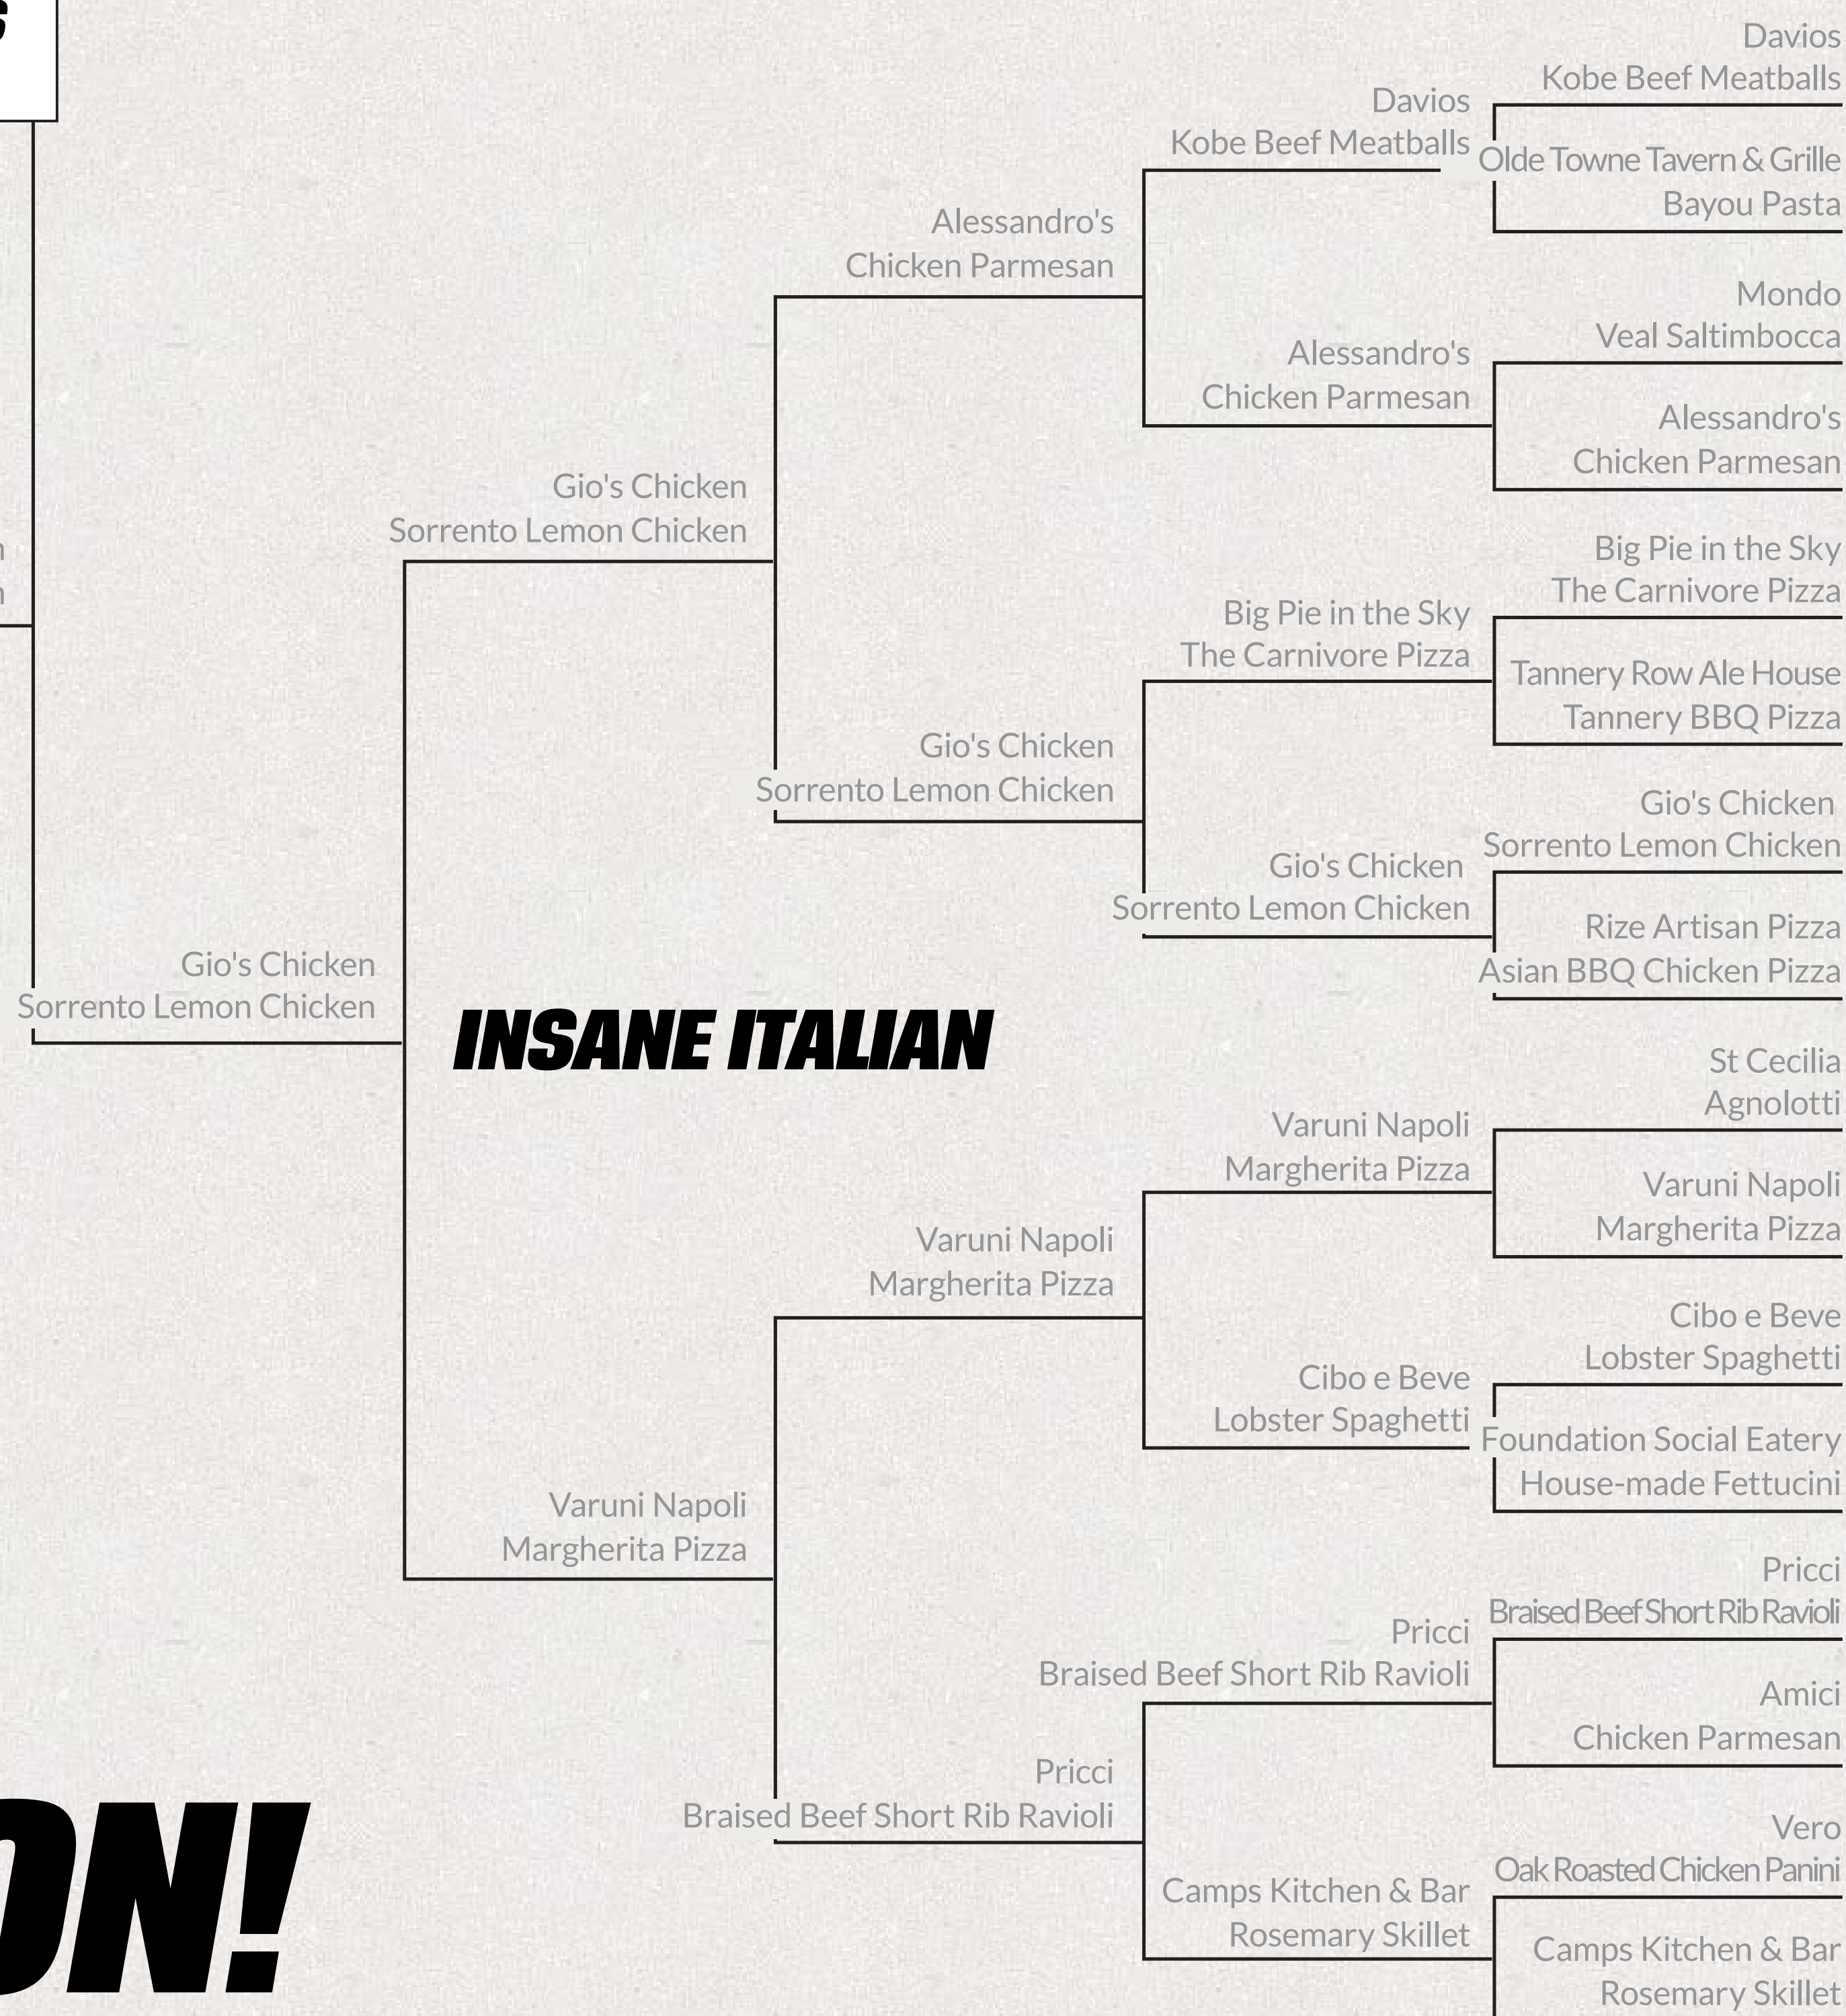 Davios
Kobe Beef Meatballs
Olde Towne Tavern & Grille
Bayou Pasta
Mondo
Veal Saltimbocca
Alessandro's
Chicken Parmesan
Big Pie in the Sky
The Carnivore Pizza
Tannery Row Ale House
Tannery BBQ Pizza
Gio's Chicken
Sorrento Lemon Chicken
Rize Artisan Pizza
Asian BBQ Chicken Pizza
St Cecilia
Agnolotti
Varuni Napoli
Margherita Pizza
Cibo e Beve
Lobster Spaghetti
Foundation Social Eatery
House-made Fettucini
Pricci
Braised Beef Short Rib Ravioli
Amici
Chicken Parmesan
Vero
Oak Roasted Chicken Panini
Camps Kitchen & Bar
Rosemary Skillet
Davios
Kobe Beef Meatballs
Alessandro's
Chicken Parmesan
Big Pie in the Sky
The Carnivore Pizza
Gio's Chicken
Sorrento Lemon Chicken
Varuni Napoli
Margherita Pizza
Cibo e Beve
Lobster Spaghetti
Pricci
Braised Beef Short Rib Ravioli
Camps Kitchen & Bar
Rosemary Skillet
Alessandro's
Chicken Parmesan
Gio's Chicken
Sorrento Lemon Chicken
Varuni Napoli
Margherita Pizza
Pricci
Braised Beef Short Rib Ravioli
Gio's Chicken
Sorrento Lemon Chicken
Varuni Napoli
Margherita Pizza
Gio's Chicken
Sorrento Lemon Chicken
INSANE ITALIAN
ON!